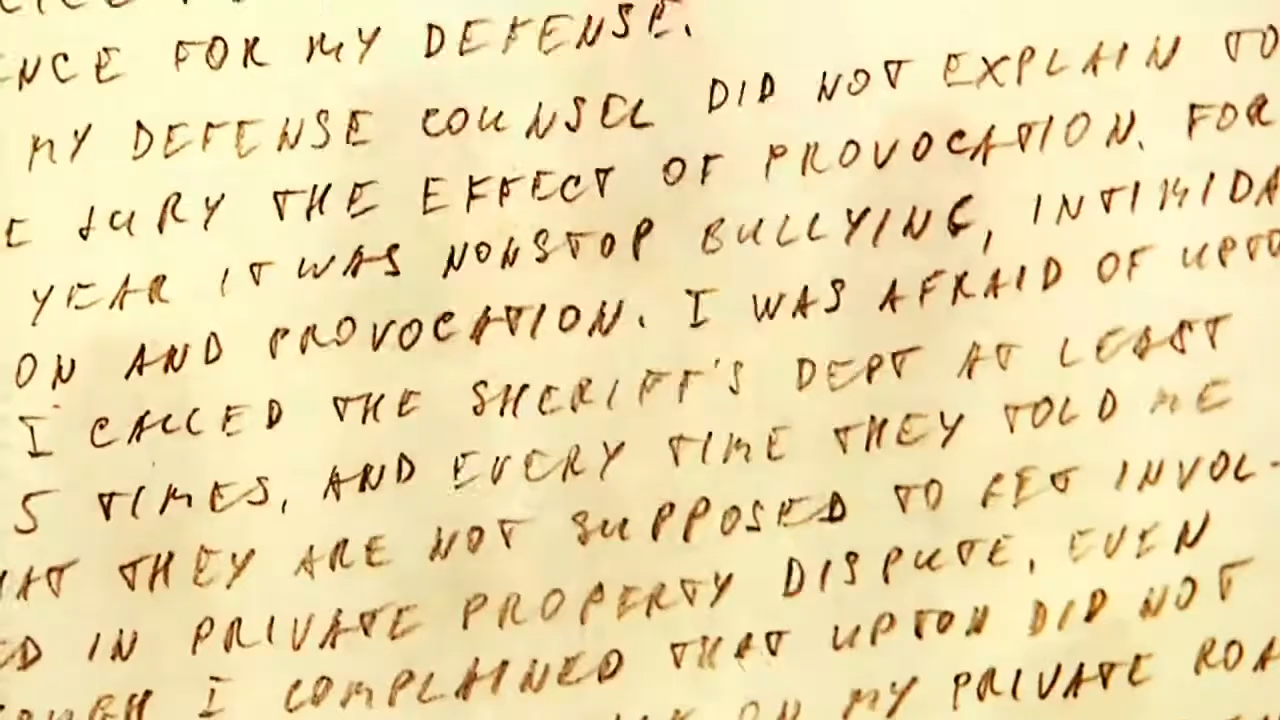 ENCE FOR MY DEFENSE.
MY DEFENSE COUNSEL DID NOT EXPLAIN TO
E JURY THE EFFECT OF PROVOCATION. FOR
YEAR IT WAS NONSTOP BULLYING, INTIMIDA
ON AND PROVOCATION. I WAS AFRAID OF UPTO
I CALLED THE SHERIFF'S DEPT AT LEAST
5 TIMES, AND EVERY TIME THEY TOLD ME
HAT THEY ARE NOT SUPPOSED TO GET INVOL-
ED IN PRIVATE PROPERTY DISPUTE, EVEN
I COMPLAINED THAT UPTON DID NOT
ON MY PRIVATE ROA